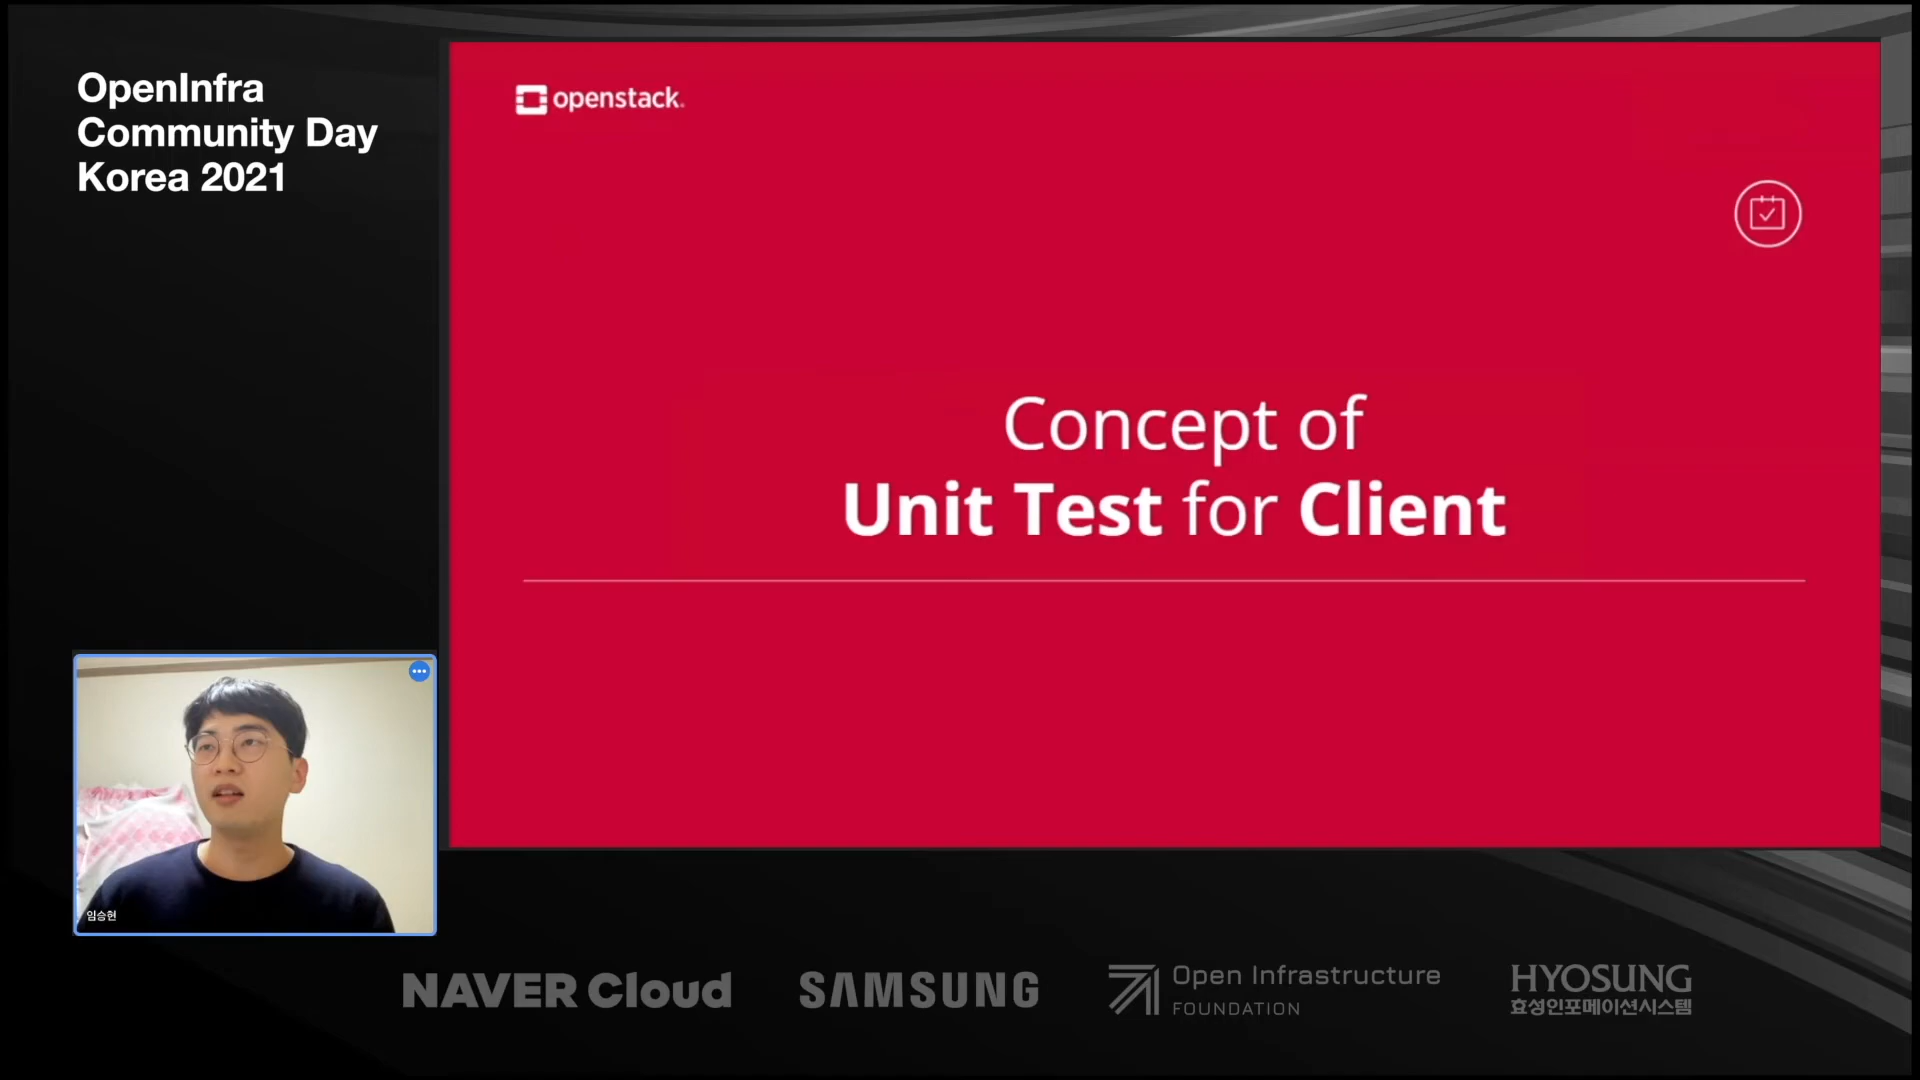 OpenInfra
Community Day
Korea 2021
openstack.
Concept of
Unit Test for Client
임승현
NAVER Cloud
SAMSUNG
Open Infrastructure
FOUNDATION
HYOSUNG
효성인포메이션시스템